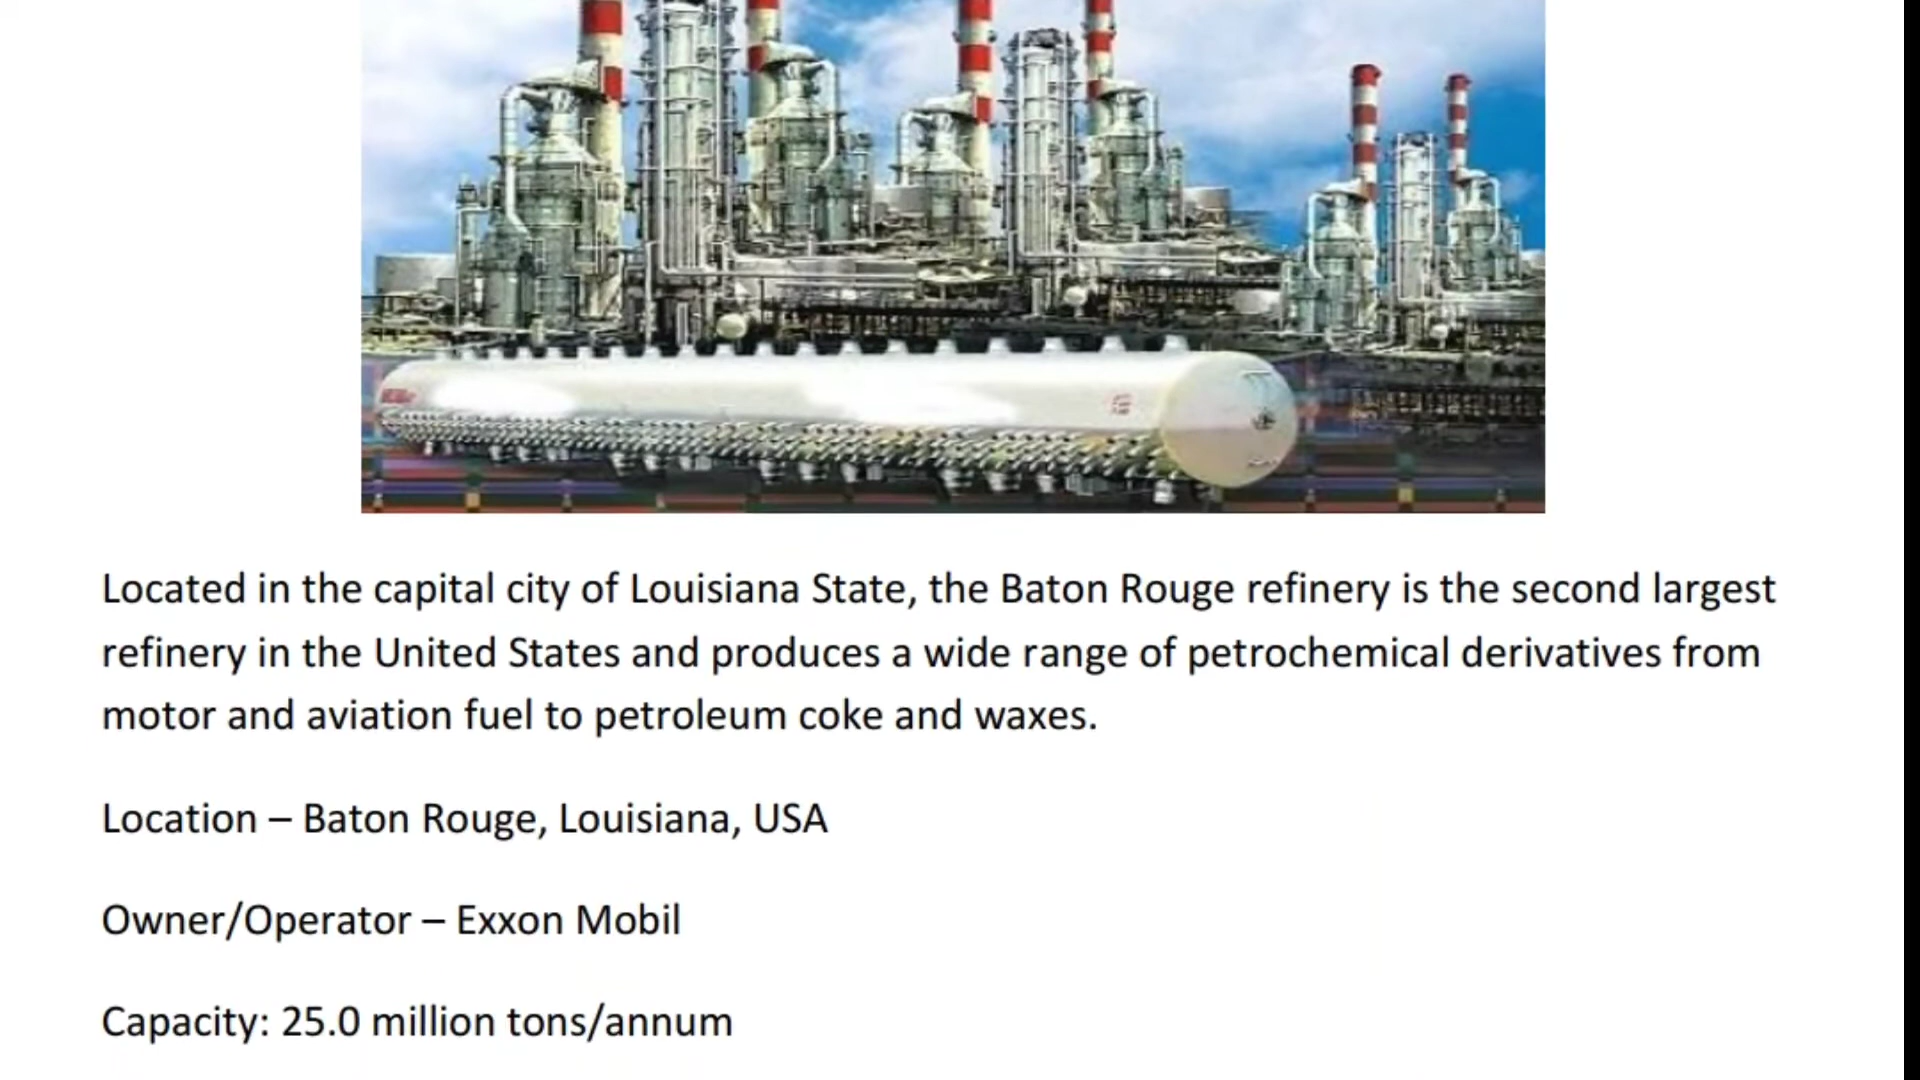 Located in the capital city of Louisiana State, the Baton Rouge refinery is the second largest
refinery in the United States and produces a wide range of petrochemical derivatives from
motor and aviation fuel to petroleum coke and waxes.
Location – Baton Rouge, Louisiana, USA
Owner/Operator – Exxon Mobil
Capacity: 25.0 million tons/annum